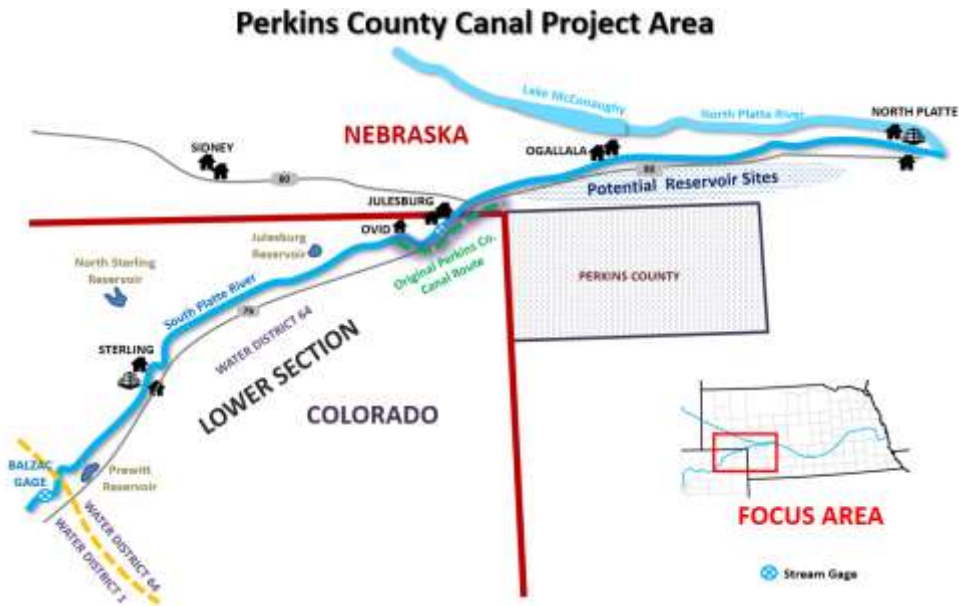 Perkins County Canal Project Area
Lake McConaughy
North Platte River
NORTH PLATTE
NEBRASKA
SIDNEY
OGALLALA
80
80
Potential Reservoir Sites
JULESBURG
OVID
Julesburg
Reservoir
Original Perkins Co.
Canal Route
North Sterling
Reservoir
PERKINS COUNTY
South Platte River
76
WATER DISTRICT 64
STERLING
LOWER SECTION
COLORADO
BALZAC
GAGE
Prewitt
Reservoir
WATER DISTRICT 64
WATER DISTRICT 1
FOCUS AREA
Stream Gage